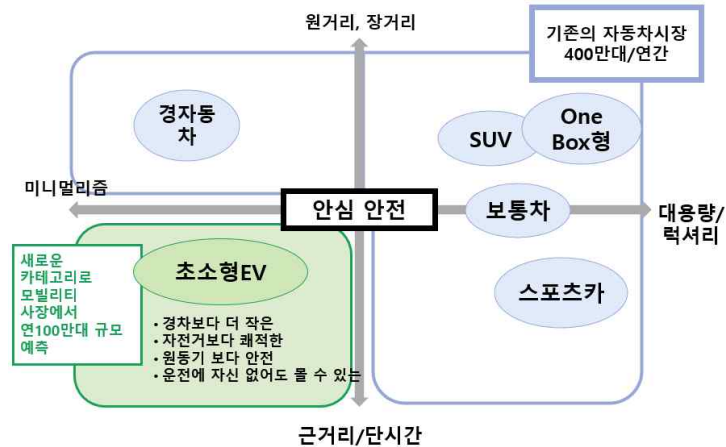 원거리, 장거리
기존의 자동차시장
400만대/연간
경자동
차
SUV
One
Box형
미니멀리즘
안심 안전
보통차
대용량/
럭셔리
새로운
카테고리로
모빌리티
사장에서
연100만대 규모
예측
초소형EV
• 경차보다 더 작은
• 자전거보다 쾌적한
• 원동기 보다 안전
• 운전에 자신 없어도 몰 수 있는
스포츠카
근거리/단시간